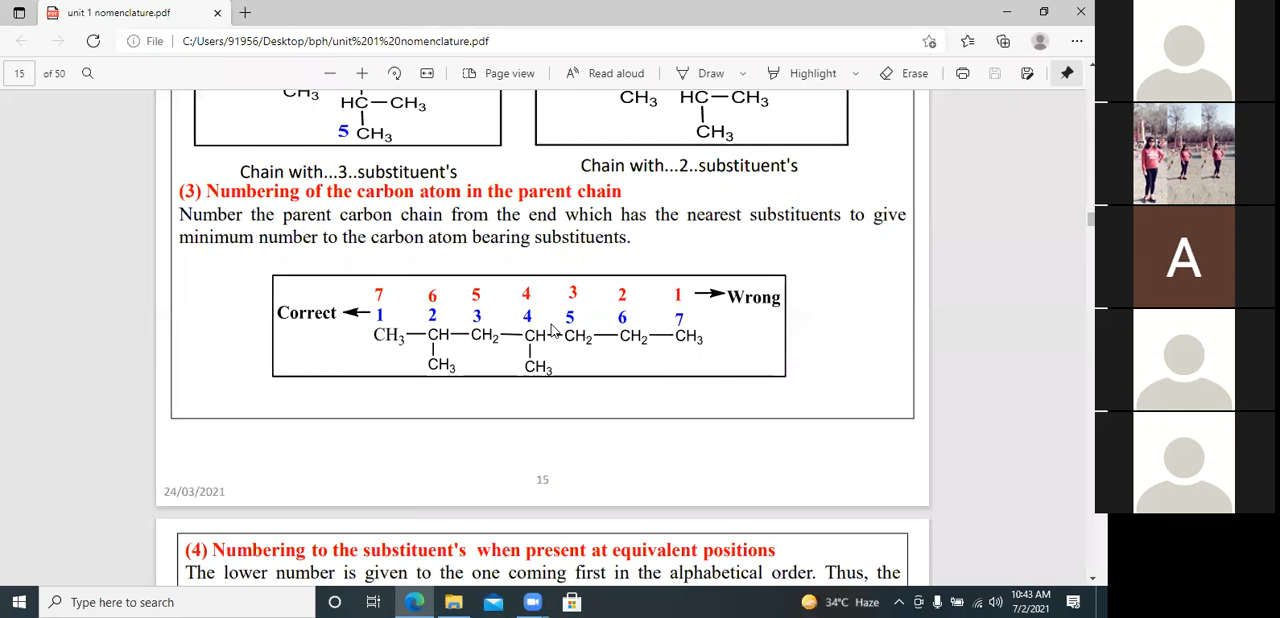 unit 1 nomenclature.pdf
File C:/Users/91956/Desktop/bph/unit%201%20nomenclature.pdf
15 of 50 Page view Read aloud Draw Highlight Erase
CH3 HC—CH3 CH3 HC—CH3
5 CH3 CH3
Chain with...3..substituent's Chain with...2..substituent's
(3) Numbering of the carbon atom in the parent chain
Number the parent carbon chain from the end which has the nearest substituents to give
minimum number to the carbon atom bearing substituents.
7 6 5 4 3 2 1 Wrong
Correct 1 2 3 4 5 6 7
CH3—CH—CH2—CH—CH2—CH2—CH3
CH3 CH3
15
24/03/2021
(4) Numbering to the substituent's when present at equivalent positions
The lower number is given to the one coming first in the alphabetical order. Thus, the
A
Type here to search
34°C Haze
10:43 AM
7/2/2021